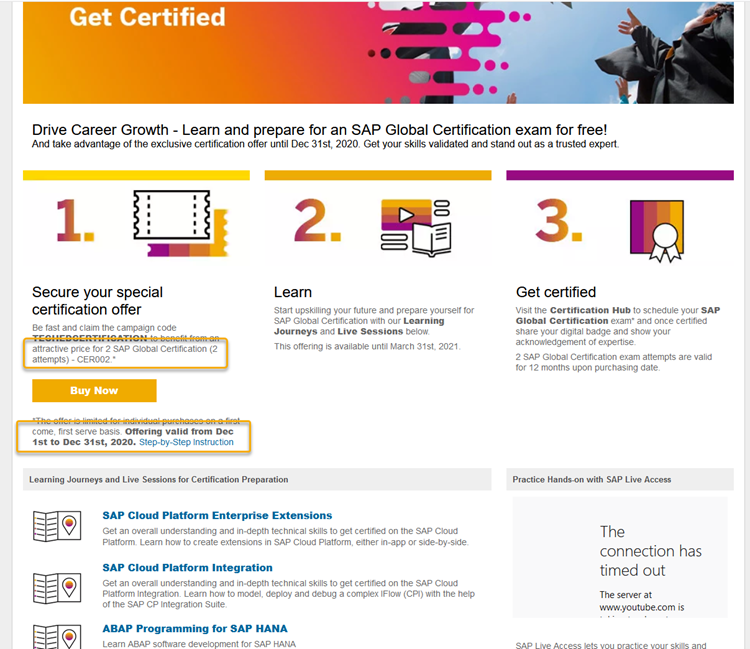 Get Certified
Drive Career Growth - Learn and prepare for an SAP Global Certification exam for free!
And take advantage of the exclusive certification offer until Dec 31st, 2020. Get your skills validated and stand out as a trusted expert.
1.
2.
3.
Secure your special
certification offer
Be fast and claim the campaign code
TECHEDCERTIFICATION to benefit from an
attractive price for 2 SAP Global Certification (2
attempts) - CER002.*
Buy Now
*The offer is limited for individual purchases on a first
come, first serve basis. Offering valid from Dec
1st to Dec 31st, 2020. Step-by-Step Instruction
Learn
Start upskilling your future and prepare yourself for
SAP Global Certification with our Learning
Journeys and Live Sessions below.
This offering is available until March 31st, 2021.
Get certified
Visit the Certification Hub to schedule your SAP
Global Certification exam* and once certified
share your digital badge and show your
acknowledgement of expertise.
2 SAP Global Certification exam attempts are valid
for 12 months upon purchasing date.
Learning Journeys and Live Sessions for Certification Preparation
SAP Cloud Platform Enterprise Extensions
Get an overall understanding and in-depth technical skills to get certified on the SAP Cloud
Platform. Learn how to create extensions in SAP Cloud Platform, either in-app or side-by-side.
SAP Cloud Platform Integration
Get an overall understanding and in-depth technical skills to get certified on the SAP Cloud
Platform Integration. Learn how to model, deploy and debug a complex IFlow (CPI) with the help
of the SAP CP Integration Suite.
ABAP Programming for SAP HANA
Learn ABAP software development for SAP HANA
Practice Hands-on with SAP Live Access
The
connection has
timed out
The server at
www.youtube.com is
SAP Live Access lets you practice your skills and